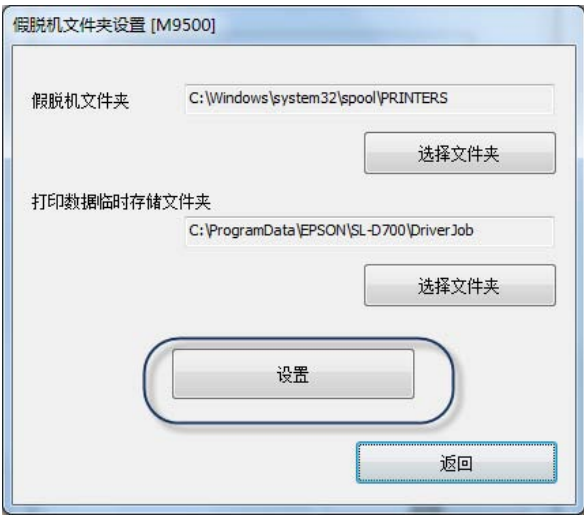 假脱机文件夹设置 [M9500]
假脱机文件夹
C:\Windows\system32\spool\PRINTERS
选择文件夹
打印数据临时存储文件夹
C:\ProgramData\EPSON\SL-D700\DriverJob
选择文件夹
设置
返回